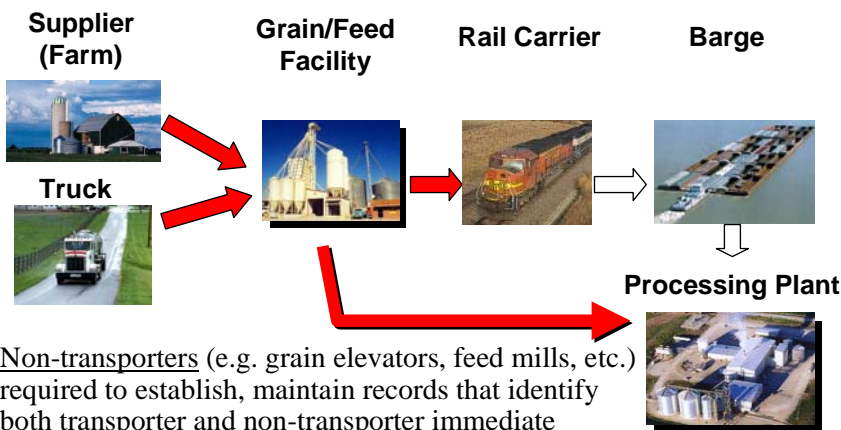 Supplier
(Farm)
Grain/Feed
Facility
Rail Carrier
Barge
Truck
Processing Plant
Non-transporters (e.g. grain elevators, feed mills, etc.)
required to establish, maintain records that identify
both transporter and non-transporter immediate